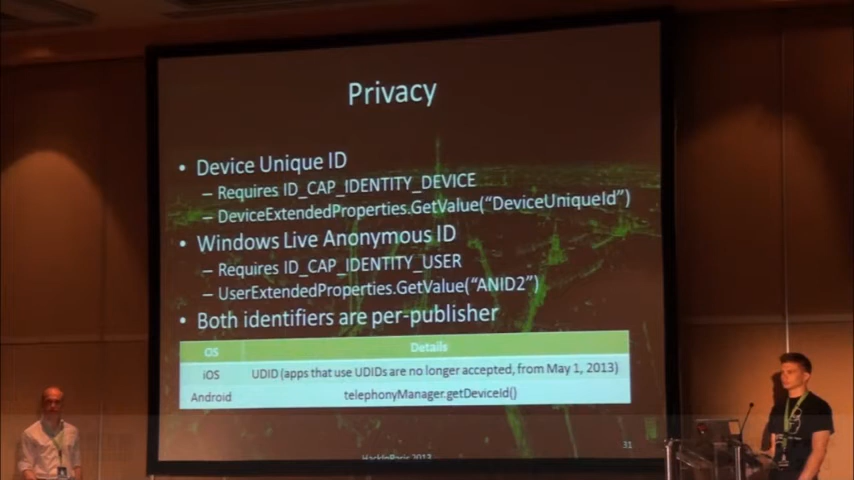 Privacy
• Device Unique ID
– Requires ID_CAP_IDENTITY_DEVICE
– DeviceExtendedProperties.GetValue(“DeviceUniqueId”)
• Windows Live Anonymous ID
– Requires ID_CAP_IDENTITY_USER
– UserExtendedProperties.GetValue(“ANID2”)
• Both identifiers are per-publisher
OS Details
iOS UDID (apps that use UDIDs are no longer accepted, from May 1, 2013)
Android telephonyManager.getDeviceId()
HackInParis 2013
31